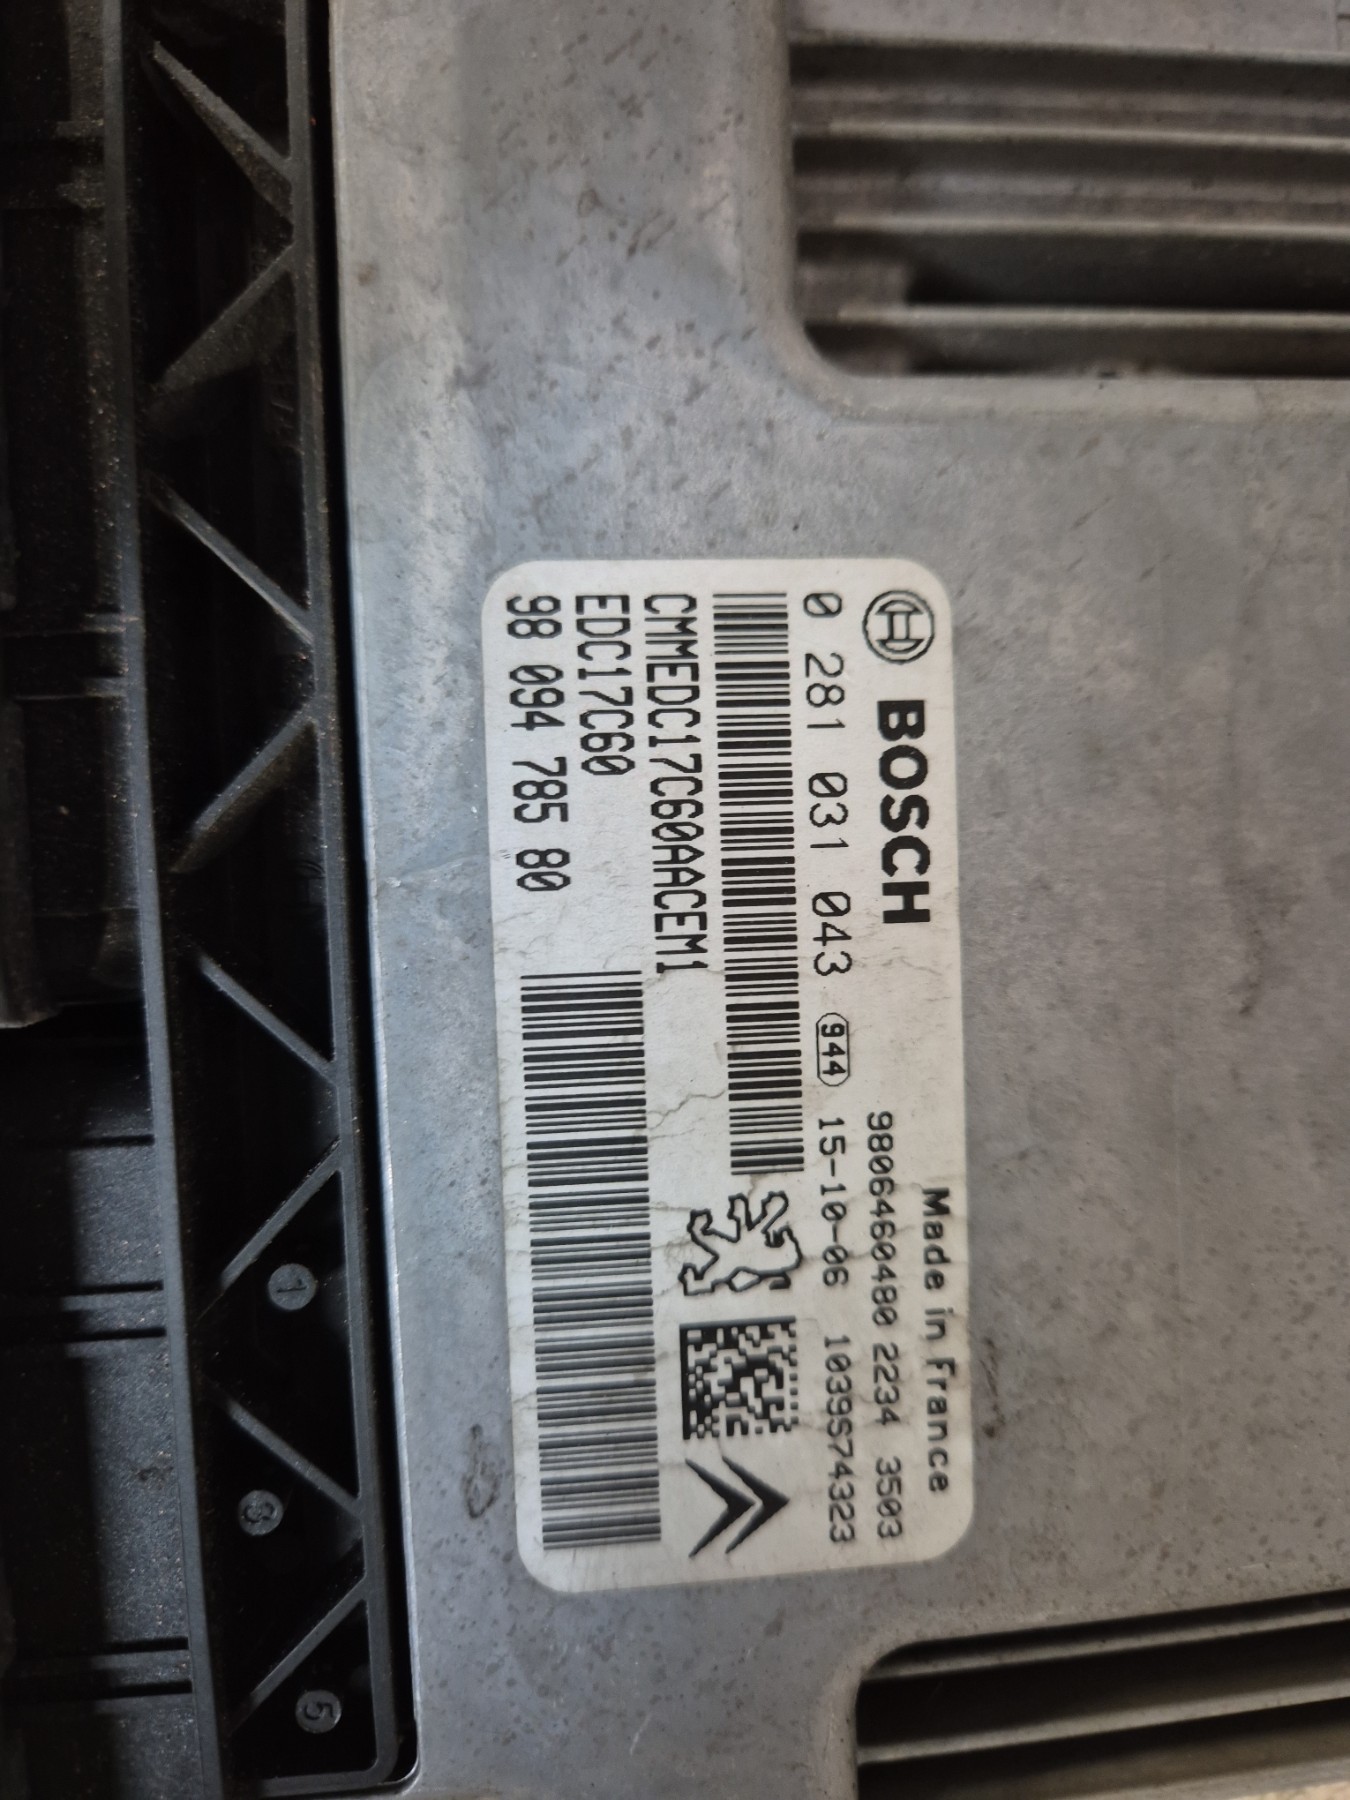 BOSCH
Made in France
9806460480 2234 3503
0 281 031 043 944 15-10-06 1039S74323
CMMEDC17C60AACEM1
EDC17C60
98 094 785 80
1
3
5